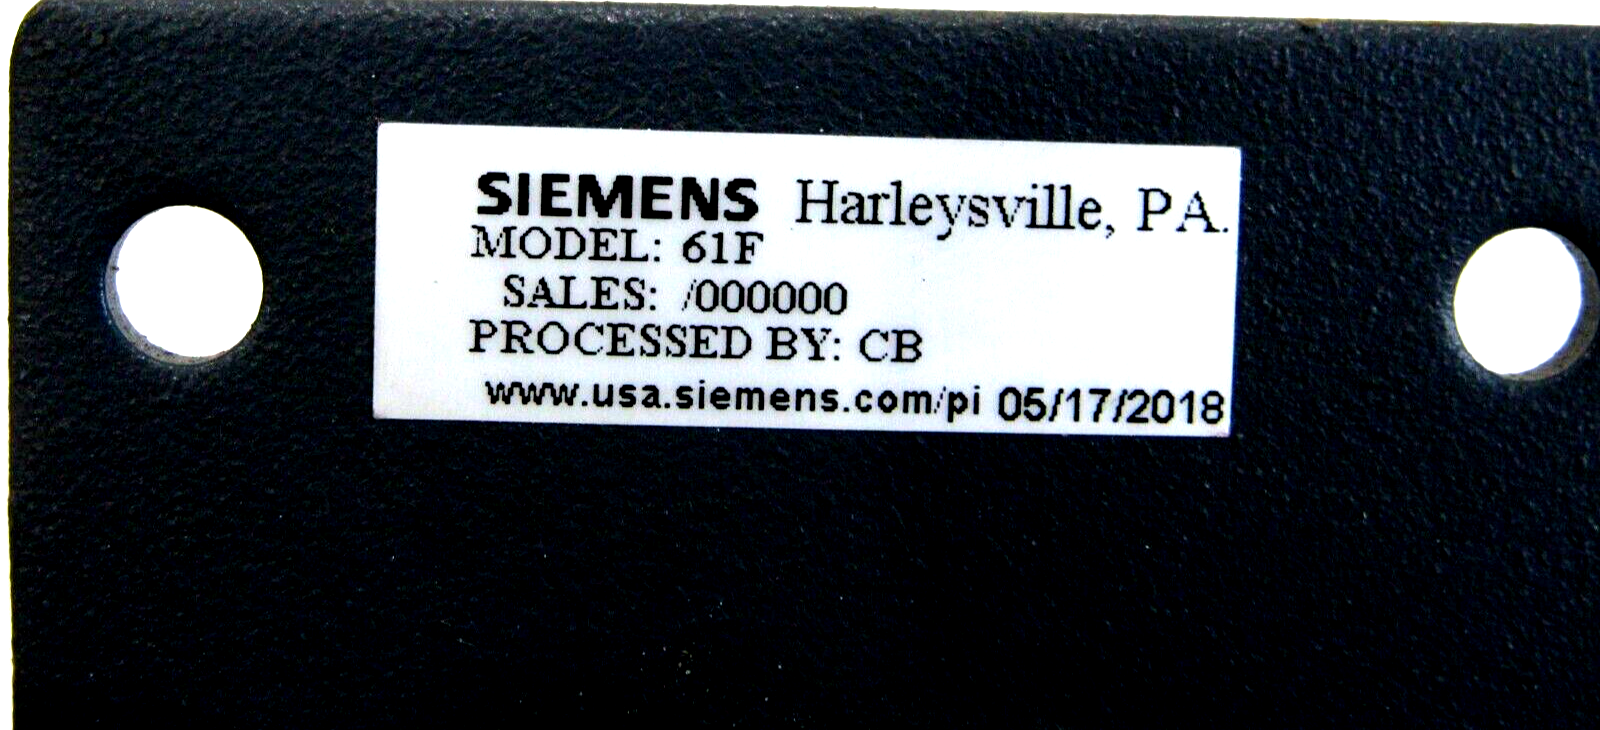 SIEMENS Harleysville, PA.
MODEL: 61F
SALES: /000000
PROCESSED BY: CB
www.usa.siemens.com/pi 05/17/2018